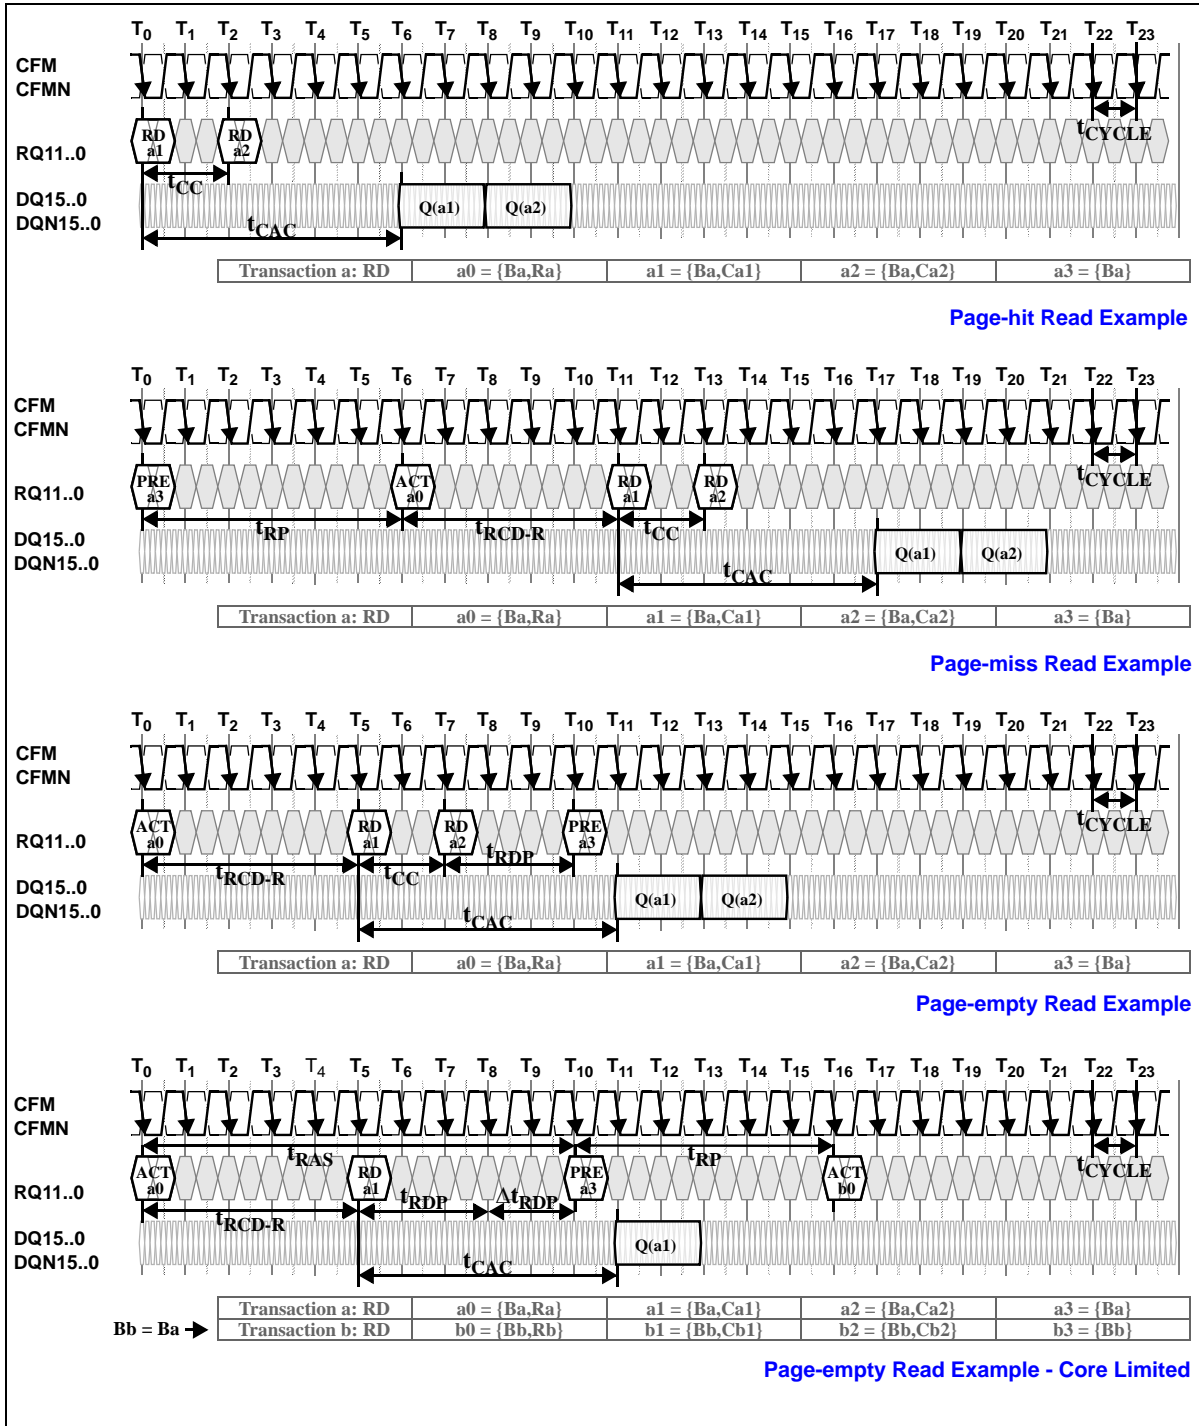 T0 T1 T2 T3 T4 T5 T6 T7 T8 T9 T10 T11 T12 T13 T14 T15 T16 T17 T18 T19 T20 T21 T22 T23
CFM
CFMN
tCYCLE
RQ11..0
RD a1
RD a2
tCC
DQ15..0
DQN15..0
Q(a1)
Q(a2)
tCAC
Transaction a: RD a0 = {Ba,Ra} a1 = {Ba,Ca1} a2 = {Ba,Ca2} a3 = {Ba}
Page-hit Read Example
T0 T1 T2 T3 T4 T5 T6 T7 T8 T9 T10 T11 T12 T13 T14 T15 T16 T17 T18 T19 T20 T21 T22 T23
CFM
CFMN
tCYCLE
RQ11..0
PRE a3
ACT a0
RD a1
RD a2
tRP
tRCD-R
tCC
DQ15..0
DQN15..0
Q(a1)
Q(a2)
tCAC
Transaction a: RD a0 = {Ba,Ra} a1 = {Ba,Ca1} a2 = {Ba,Ca2} a3 = {Ba}
Page-miss Read Example
T0 T1 T2 T3 T4 T5 T6 T7 T8 T9 T10 T11 T12 T13 T14 T15 T16 T17 T18 T19 T20 T21 T22 T23
CFM
CFMN
tCYCLE
RQ11..0
ACT a0
RD a1
RD a2
PRE a3
tRCD-R
tCC
tRDP
DQ15..0
DQN15..0
Q(a1)
Q(a2)
tCAC
Transaction a: RD a0 = {Ba,Ra} a1 = {Ba,Ca1} a2 = {Ba,Ca2} a3 = {Ba}
Page-empty Read Example
T0 T1 T2 T3 T4 T5 T6 T7 T8 T9 T10 T11 T12 T13 T14 T15 T16 T17 T18 T19 T20 T21 T22 T23
CFM
CFMN
tRAS
tRP
tCYCLE
RQ11..0
ACT a0
RD a1
PRE a3
ACT b0
tRCD-R
tRDP
ΔtRDP
DQ15..0
DQN15..0
Q(a1)
tCAC
Transaction a: RD a0 = {Ba,Ra} a1 = {Ba,Ca1} a2 = {Ba,Ca2} a3 = {Ba}
Bb = Ba Transaction b: RD b0 = {Bb,Rb} b1 = {Bb,Cb1} b2 = {Bb,Cb2} b3 = {Bb}
Page-empty Read Example - Core Limited